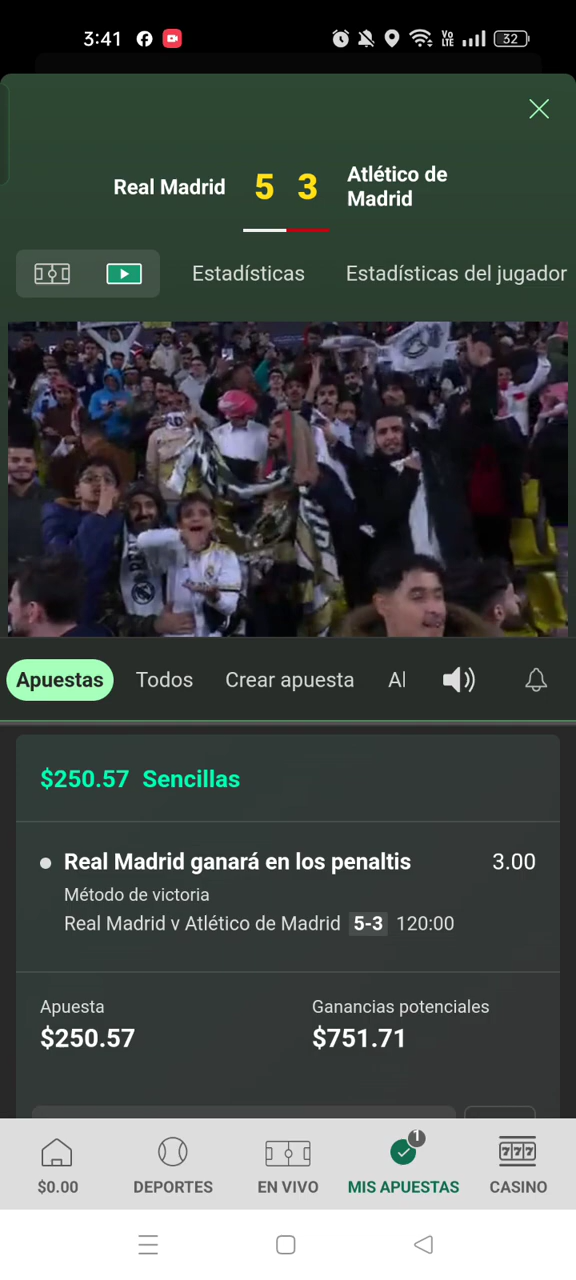 3:41
Vo LTE
32
Real Madrid
5 3
Atlético de
Madrid
Estadísticas
Estadísticas del jugador
Apuestas
Todos
Crear apuesta
Al
$250.57 Sencillas
Real Madrid ganará en los penaltis
3.00
Método de victoria
Real Madrid v Atlético de Madrid 5-3 120:00
Apuesta
Ganancias potenciales
$250.57
$751.71
1
777
$0.00
DEPORTES
EN VIVO
MIS APUESTAS
CASINO